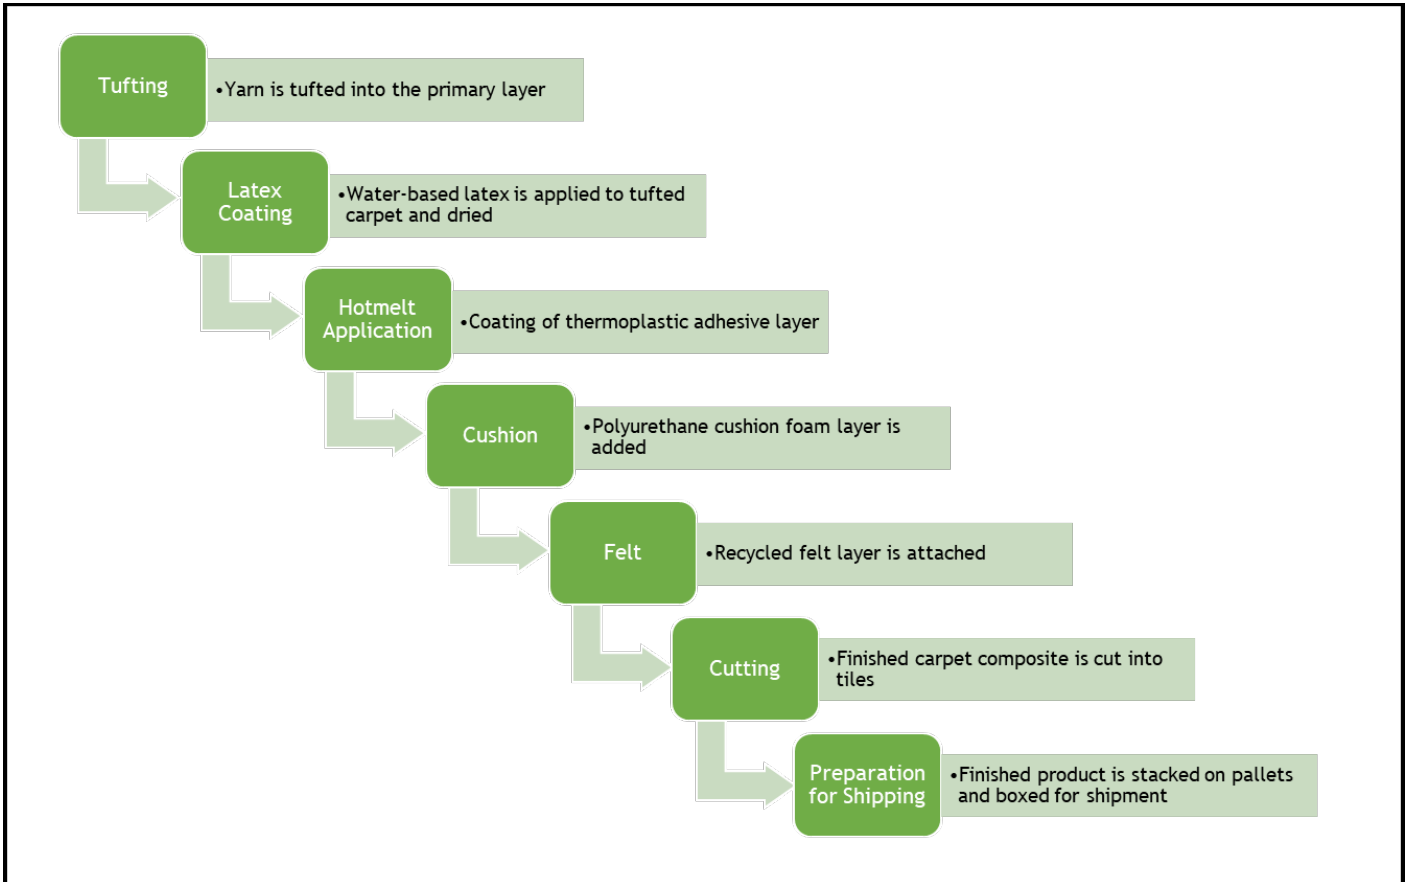 Tufting
•Yarn is tufted into the primary layer
Latex
Coating
•Water-based latex is applied to tufted
carpet and dried
Hotmelt
Application
•Coating of thermoplastic adhesive layer
Cushion
•Polyurethane cushion foam layer is
added
Felt
•Recycled felt layer is attached
Cutting
•Finished carpet composite is cut into
tiles
Preparation
for Shipping
•Finished product is stacked on pallets
and boxed for shipment